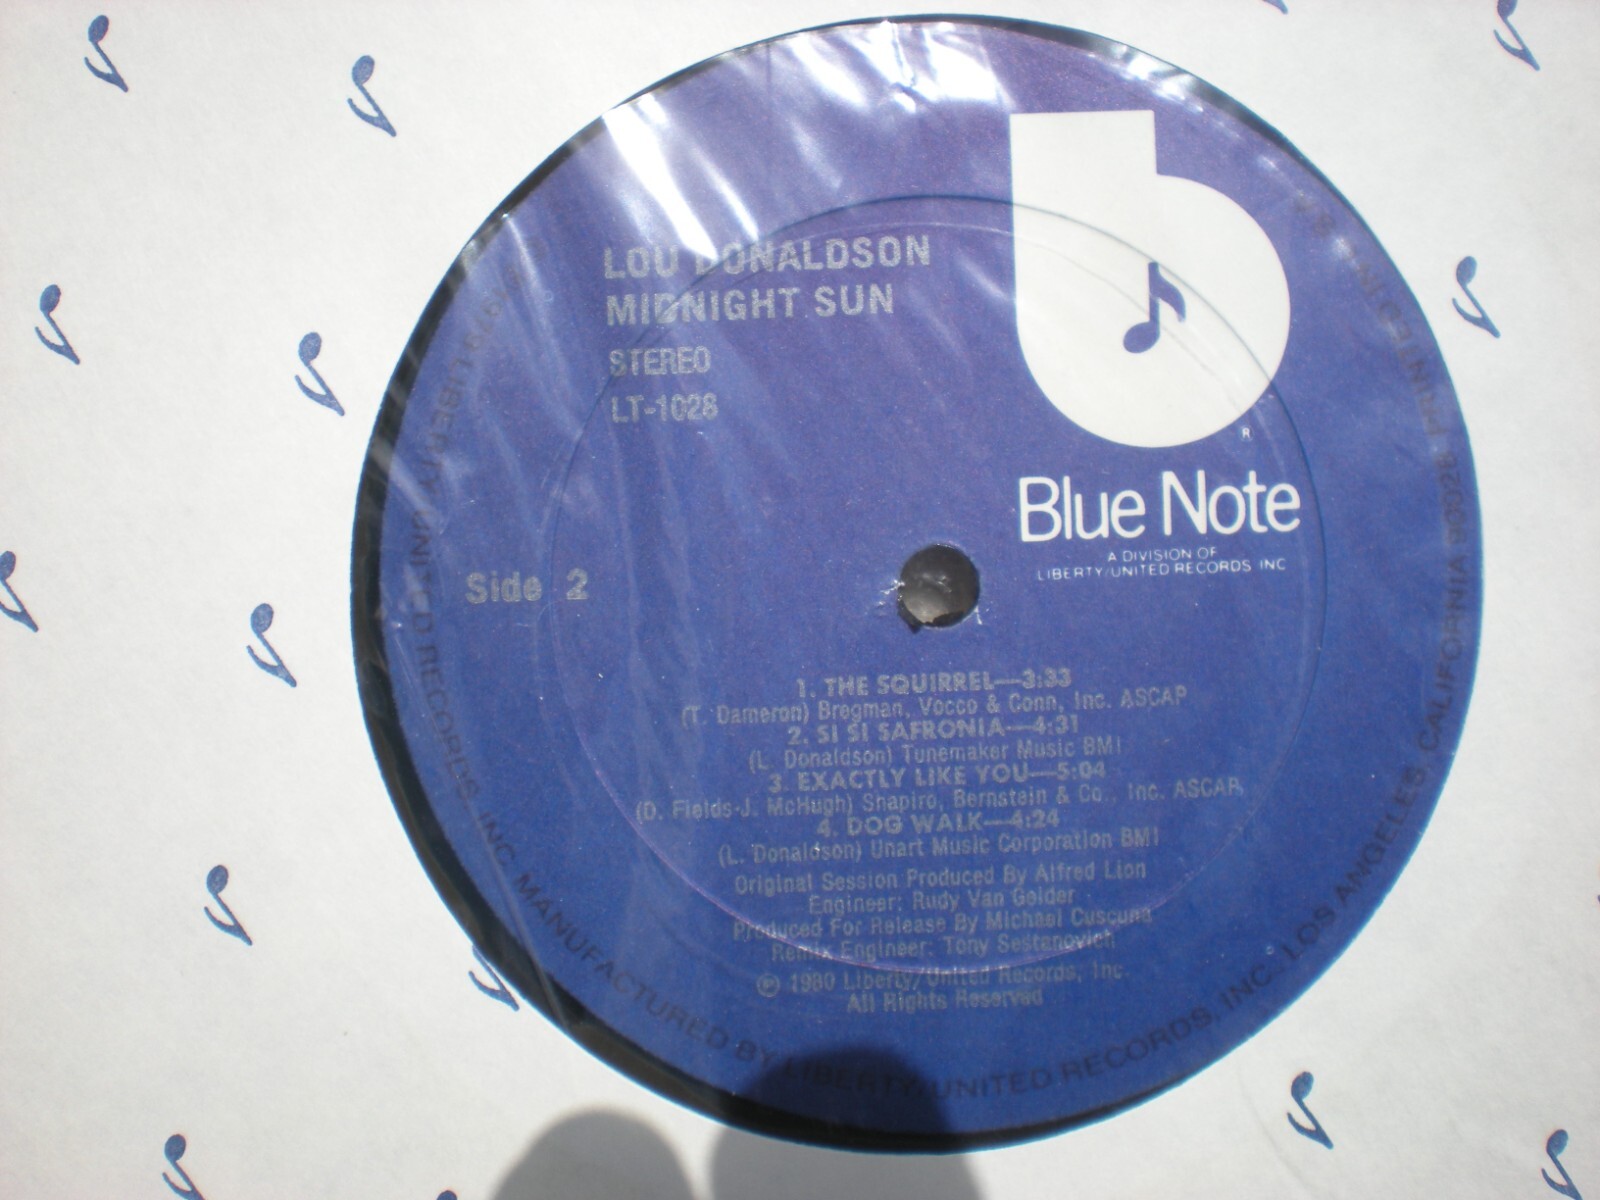 LOU DONALDSON
MIDNIGHT SUN
STEREO
LT-1028
R
Blue Note
A DIVISION OF
LIBERTY/UNITED RECORDS INC
Side 2
1. THE SQUIRREL—3:33
(T. Dameron) Bregman, Vocco & Conn, Inc. ASCAP
2. SI SI SAFRONIA—4:31
(L. Donaldson) Tunemaker Music BMI
3. EXACTLY LIKE YOU—5:04
(D. Fields-J. McHugh) Shapiro, Bernstein & Co., Inc. ASCAP
4. DOG WALK—4:24
(L. Donaldson) Unart Music Corporation BMI
Original Session Produced By Alfred Lion
Engineer: Rudy Van Gelder
Produced For Release By Michael Cuscuna
Remix Engineer: Tony Sestanovich
℗ 1980 Liberty/United Records, Inc.
All Rights Reserved
LIBERTY/UNITED RECORDS, INC. MANUFACTURED BY LIBERTY/UNITED RECORDS, INC., LOS ANGELES, CALIFORNIA 90028 PRINTED IN